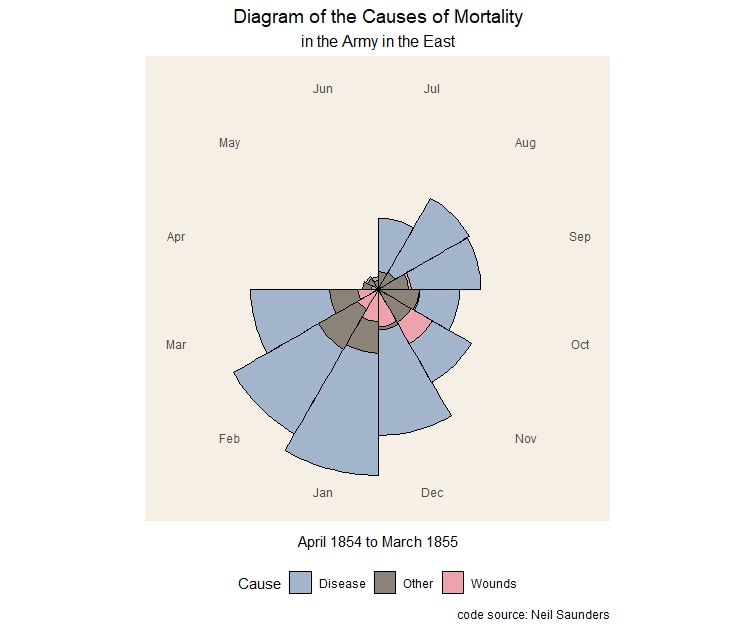 Diagram of the Causes of Mortality
in the Army in the East
Jun
Jul
May
Aug
Apr
Sep
Mar
Oct
Feb
Nov
Jan
Dec
April 1854 to March 1855
Cause Disease Other Wounds
code source: Neil Saunders